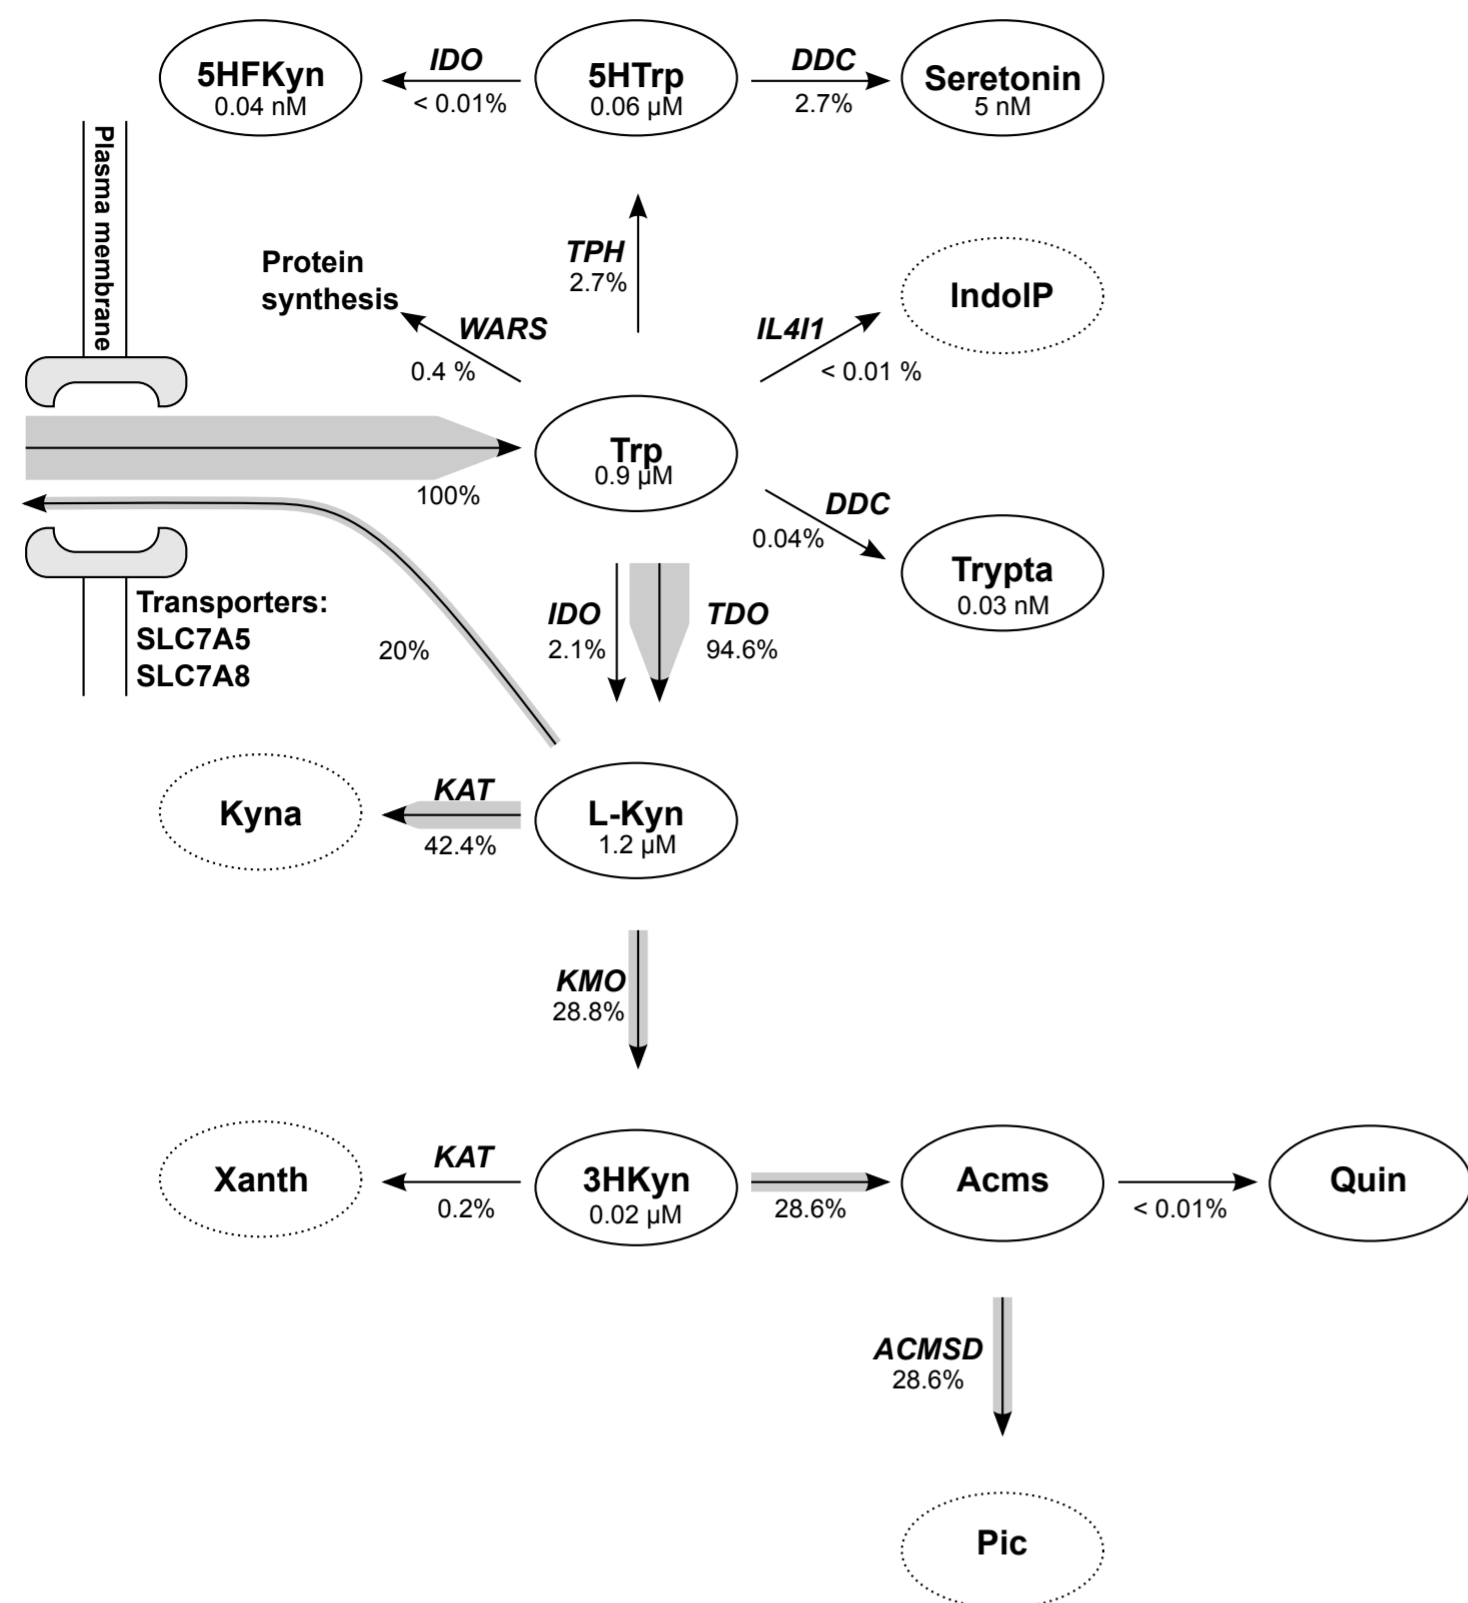 5HFKyn
0.04 nM
IDO
< 0.01%
5HTrp
0.06 µM
DDC
2.7%
Seretonin
5 nM
Plasma membrane
Protein
synthesis
WARS
0.4 %
TPH
2.7%
IL4I1
< 0.01 %
IndolP
100%
Trp
0.9 µM
DDC
0.04%
Trypta
0.03 nM
Transporters:
SLC7A5
SLC7A8
20%
IDO
2.1%
TDO
94.6%
Kyna
KAT
42.4%
L-Kyn
1.2 µM
KMO
28.8%
Xanth
KAT
0.2%
3HKyn
0.02 µM
28.6%
Acms
< 0.01%
Quin
ACMSD
28.6%
Pic